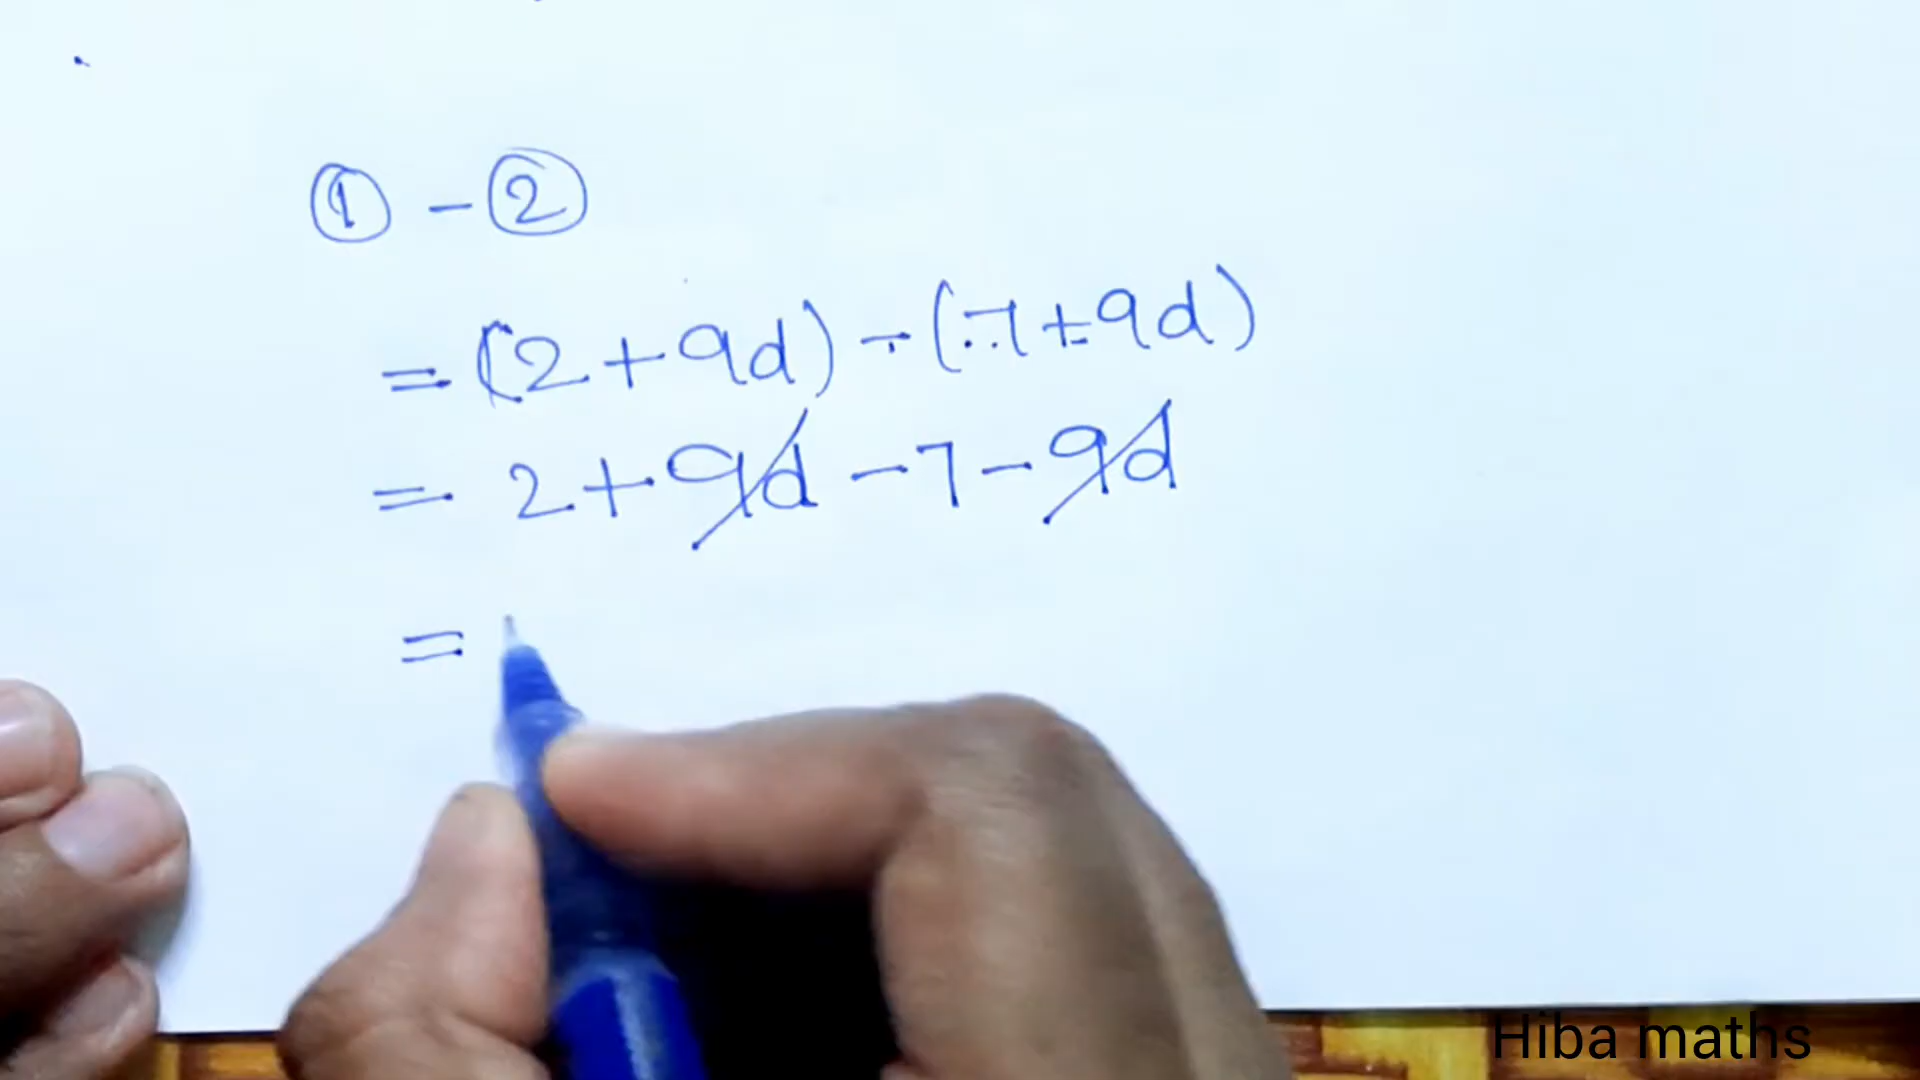 ① - ②
= (2 + 9d) - (7 + 9d)
= 2 + 9d - 7 - 9d
=
Hiba maths